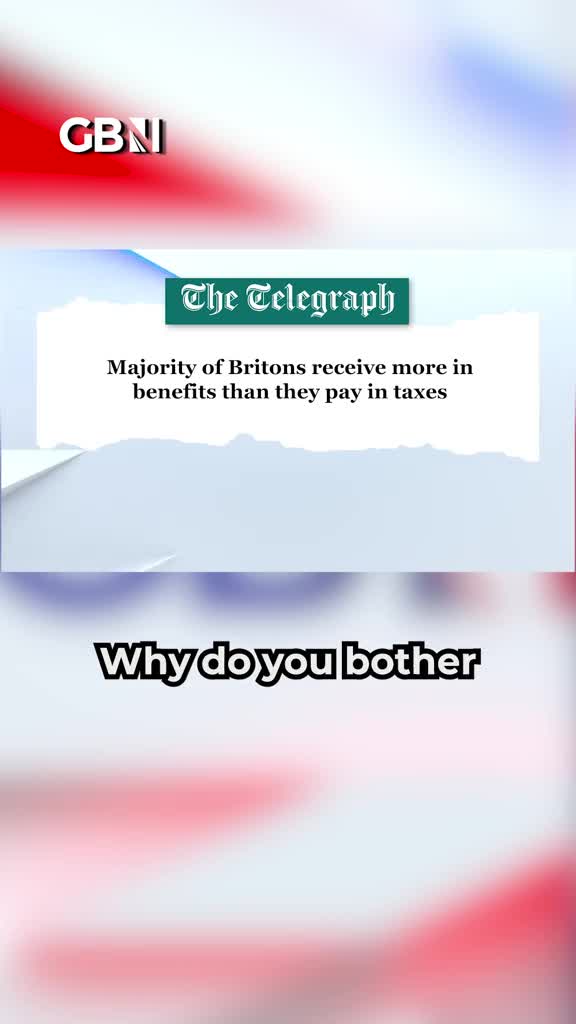 GBN
The Telegraph
Majority of Britons receive more in
benefits than they pay in taxes
Why do you bother